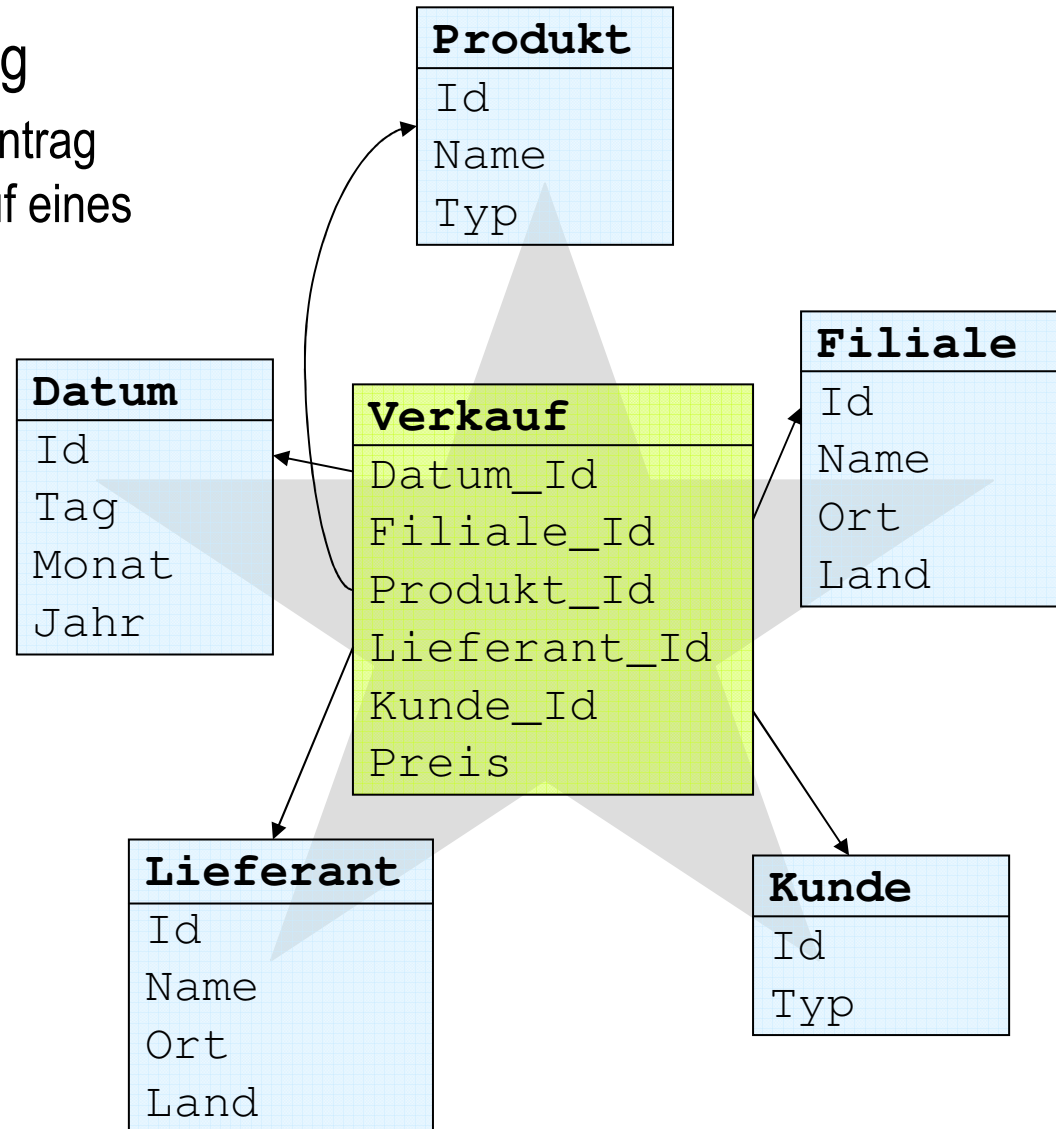 g
ntrag
uf eines
Produkt
Id
Name
Typ
Datum
Id
Tag
Monat
Jahr
Verkauf
Datum_Id
Filiale_Id
Produkt_Id
Lieferant_Id
Kunde_Id
Preis
Filiale
Id
Name
Ort
Land
Lieferant
Id
Name
Ort
Land
Kunde
Id
Typ